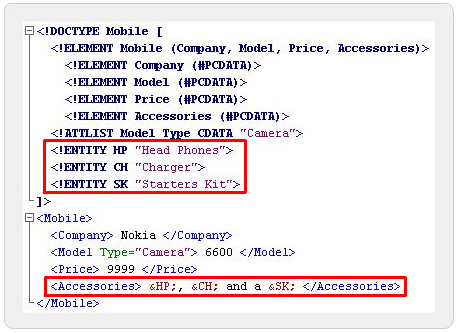 <!DOCTYPE Mobile [
<!ELEMENT Mobile (Company, Model, Price, Accessories)>
<!ELEMENT Company (#PCDATA)>
<!ELEMENT Model (#PCDATA)>
<!ELEMENT Price (#PCDATA)>
<!ELEMENT Accessories (#PCDATA)>
<!ATTLIST Model Type CDATA "Camera">
<!ENTITY HP "Head Phones">
<!ENTITY CH "Charger">
<!ENTITY SK "Starters Kit">
]>
<Mobile>
<Company> Nokia </Company>
<Model Type="Camera"> 6600 </Model>
<Price> 9999 </Price>
<Accessories> &HP;, &CH; and a &SK; </Accessories>
</Mobile>